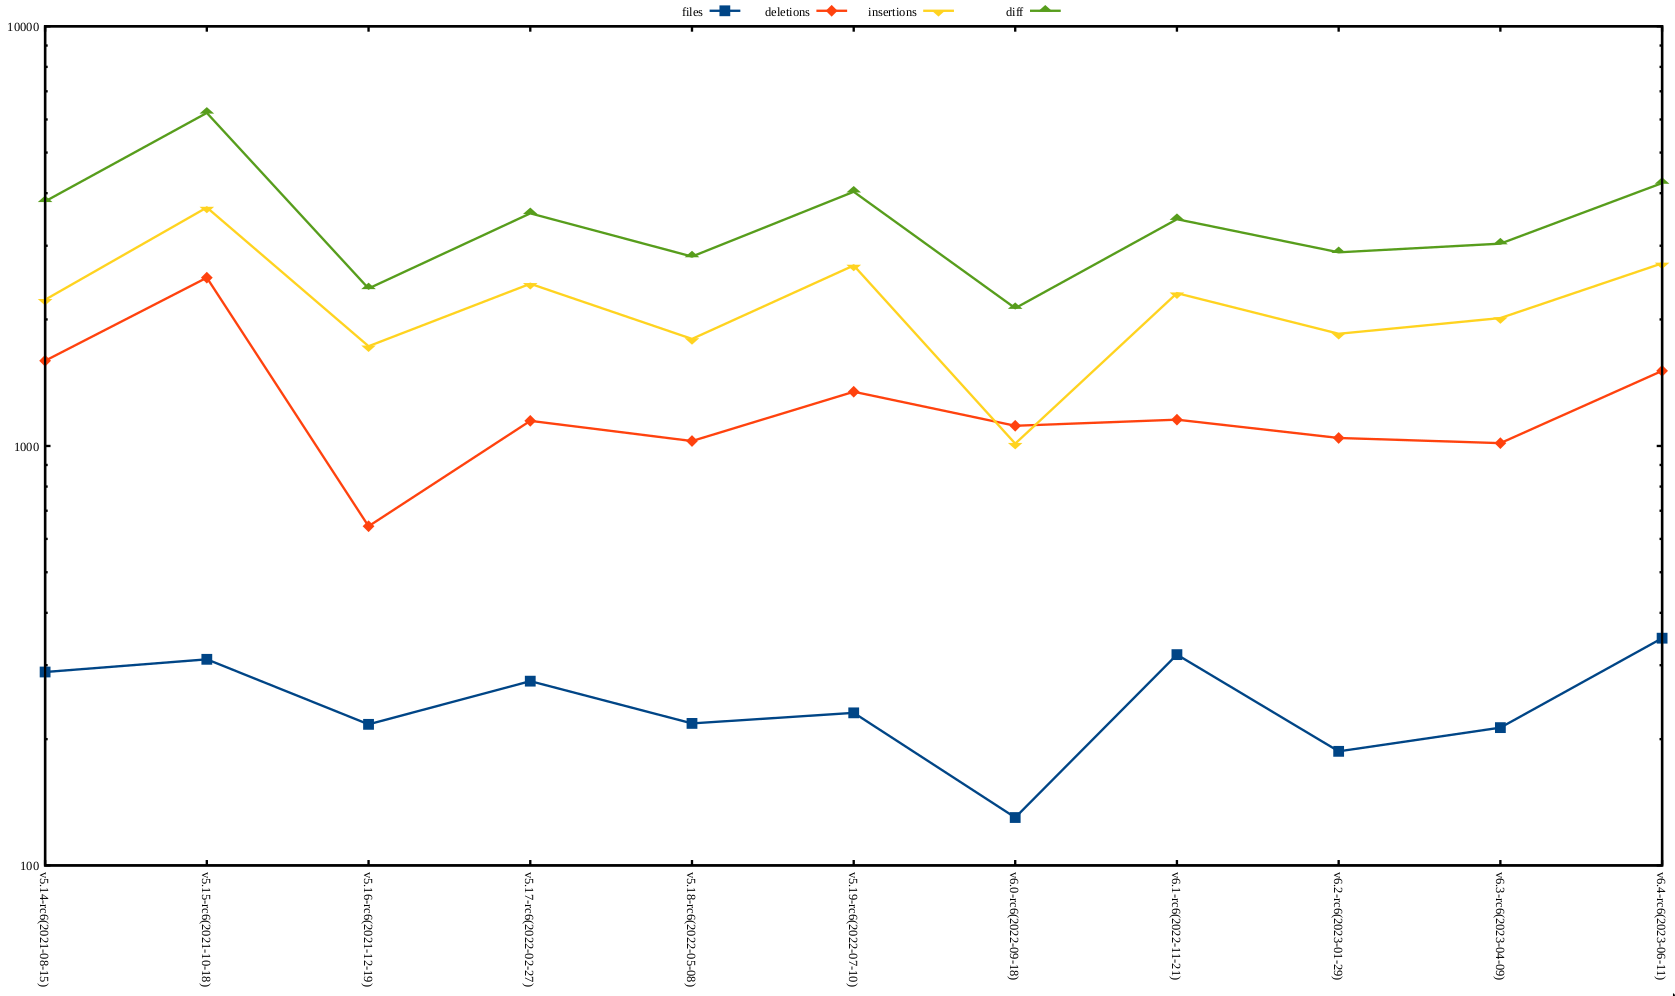 files deletions insertions diff
10000
1000
100
v5.14-rc6(2021-08-15)
v5.15-rc6(2021-10-18)
v5.16-rc6(2021-12-19)
v5.17-rc6(2022-02-27)
v5.18-rc6(2022-05-08)
v5.19-rc6(2022-07-10)
v6.0-rc6(2022-09-18)
v6.1-rc6(2022-11-21)
v6.2-rc6(2023-01-29)
v6.3-rc6(2023-04-09)
v6.4-rc6(2023-06-11)